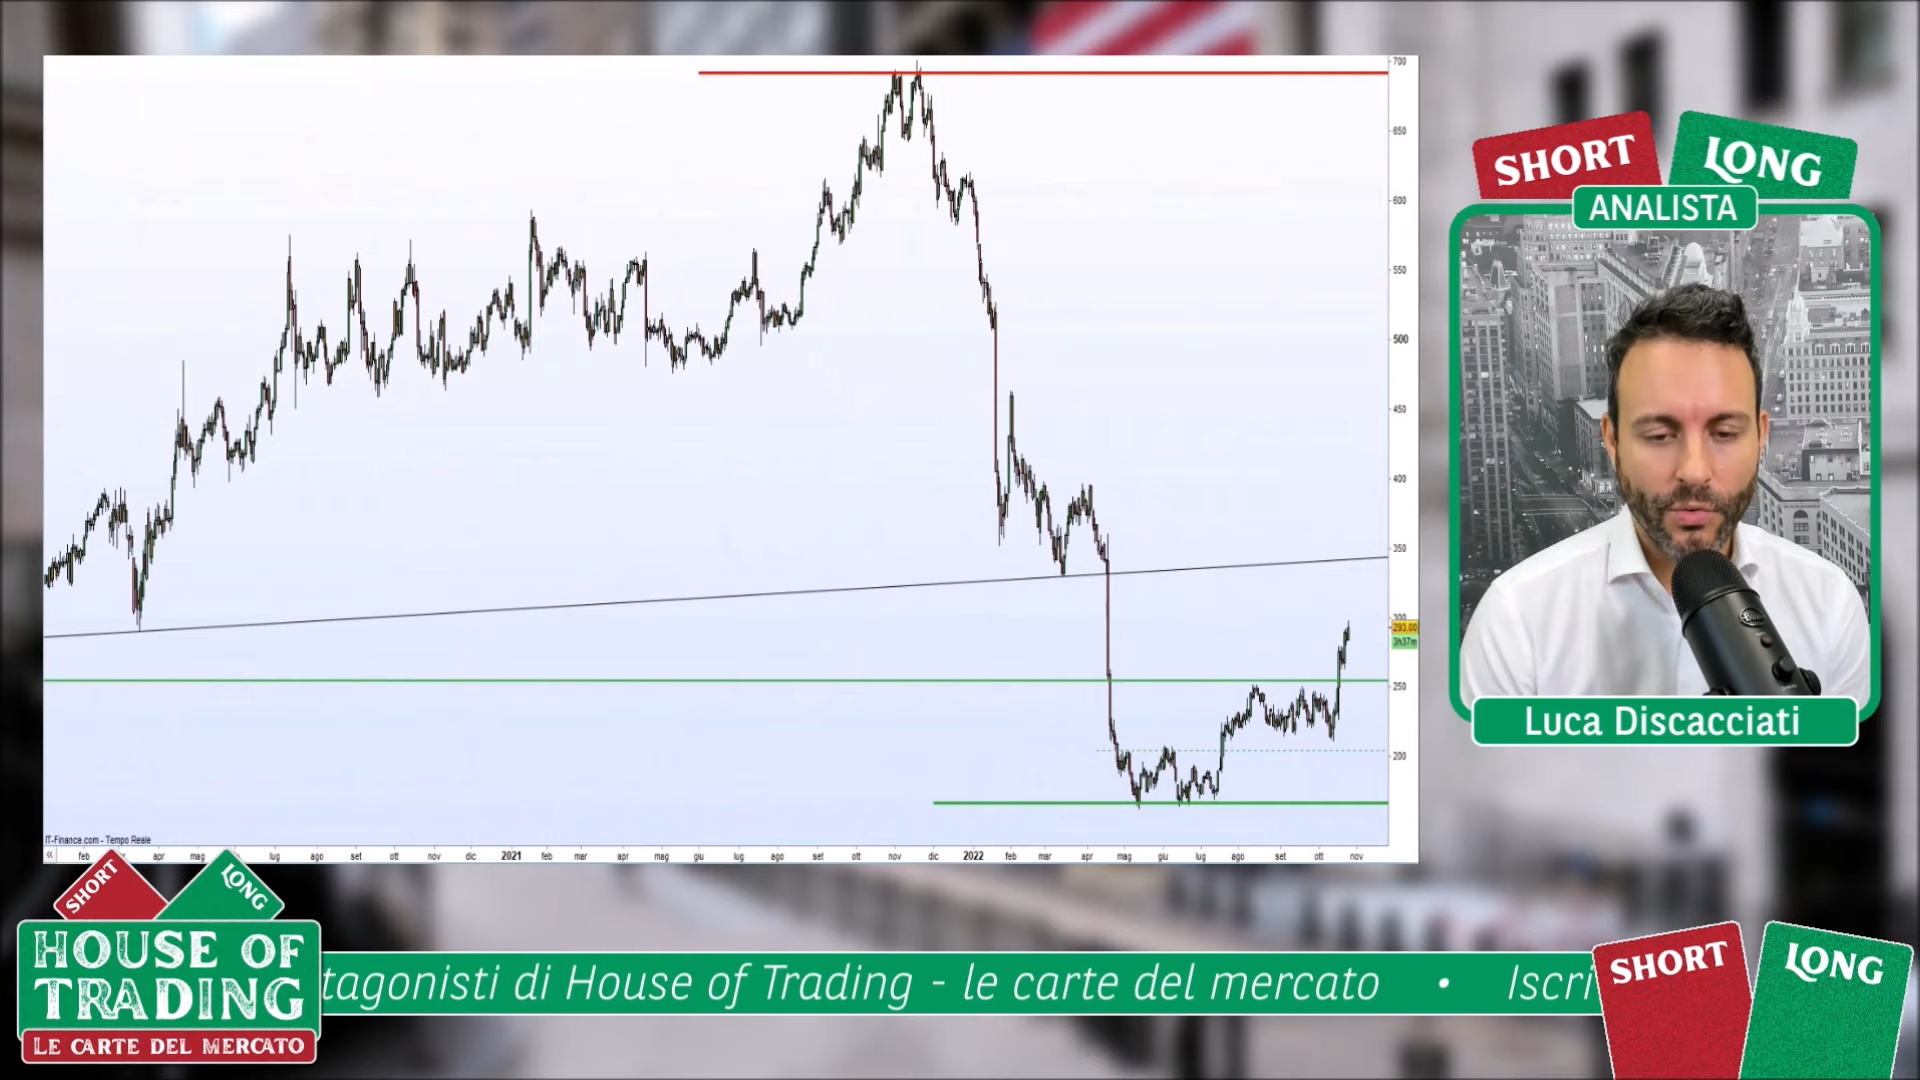 700
650
600
550
500
450
400
350
300
293.00
3h37m
250
200
IT-Finance.com - Tempo Reale
feb apr mag lug ago set ott nov dic 2021 feb mar apr mag giu lug ago set ott nov dic 2022 feb mar apr mag giu lug ago set ott nov
SHORT LONG
ANALISTA
Luca Discacciati
SHORT LONG
HOUSE OF
TRADING
LE CARTE DEL MERCATO
tagonisti di House of Trading - le carte del mercato • Iscri
SHORT LONG